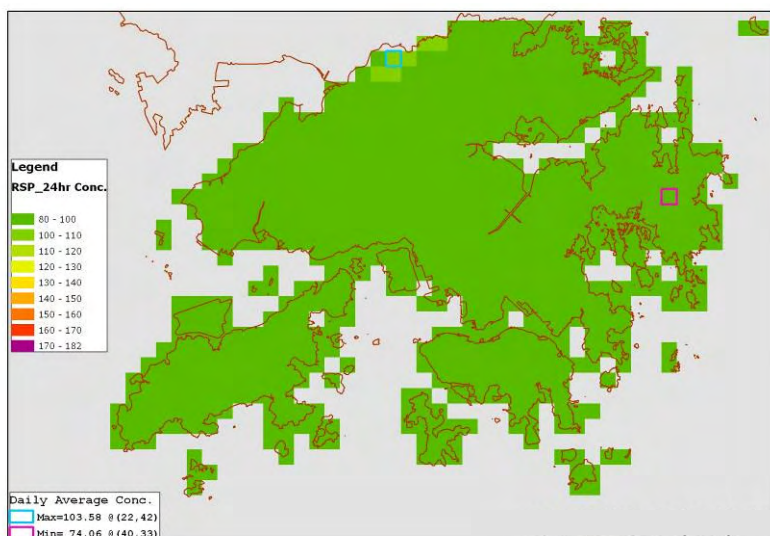 Legend
RSP_24hr Conc.
80 - 100
100 - 110
110 - 120
120 - 130
130 - 140
140 - 150
150 - 160
160 - 170
170 - 182
Daily Average Conc.
Max=103.58 @(22,42)
Min= 74.06 @(40,33)